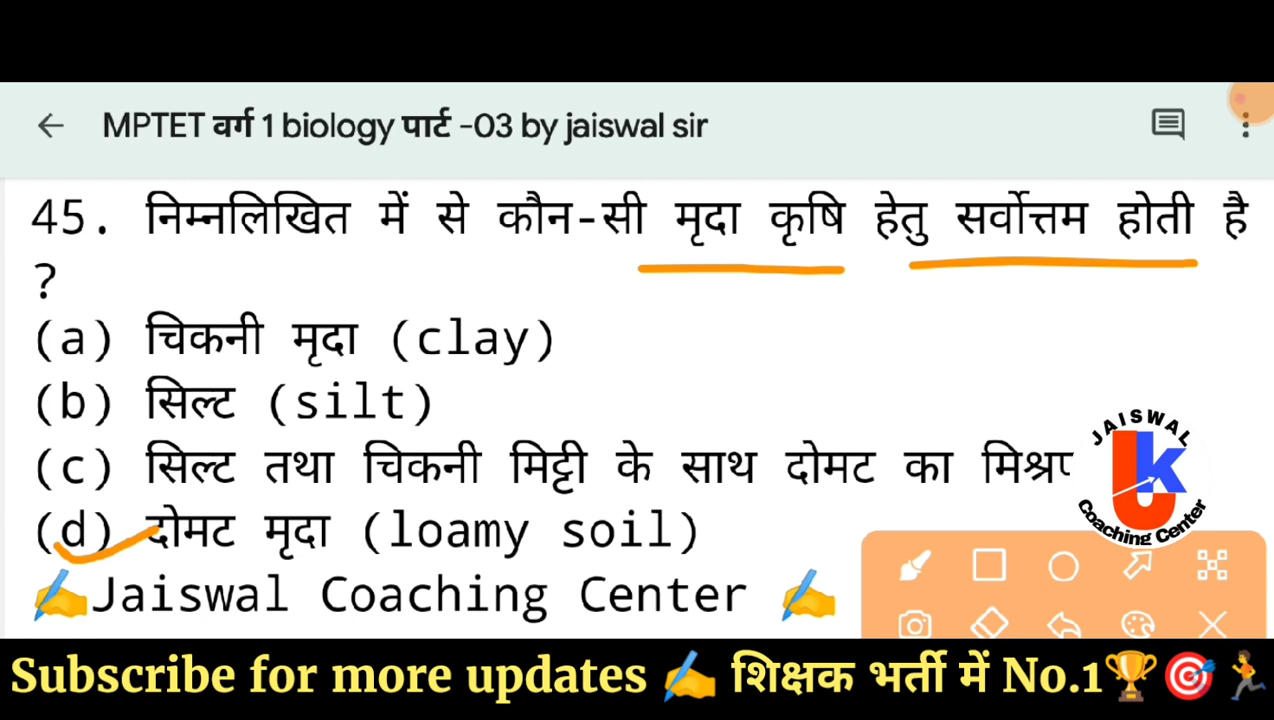 MPTET वर्ग 1 biology पार्ट -03 by jaiswal sir
45. निम्नलिखित में से कौन-सी मृदा कृषि हेतु सर्वोत्तम होती है
?
(a) चिकनी मृदा (clay)
(b) सिल्ट (silt)
(c) सिल्ट तथा चिकनी मिट्टी के साथ दोमट का
(d) दोमट मृदा (loamy soil)
✍️Jaiswal Coaching Center ✍️
JAISWAL
UK
Coaching Center
Subscribe for more updates ✍️ शिक्षक भर्ती में No.1🏆🎯🏃